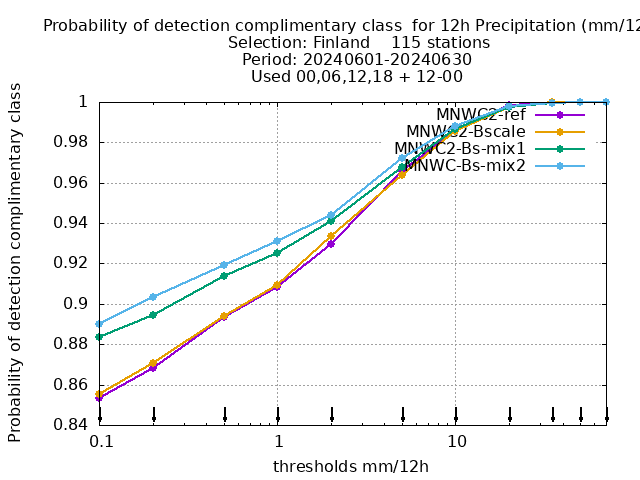 Probability of detection complimentary class  for 12h Precipitation (mm/12
Selection: Finland    115 stations
Period: 20240601-20240630
Used 00,06,12,18 + 12-00
Probability of detection complimentary class
1
0.98
0.96
0.94
0.92
0.9
0.88
0.86
0.84
MNWC2-ref
MNWC2-Bscale
MNWC2-Bs-mix1
MNWC-Bs-mix2
0.1
1
10
thresholds mm/12h